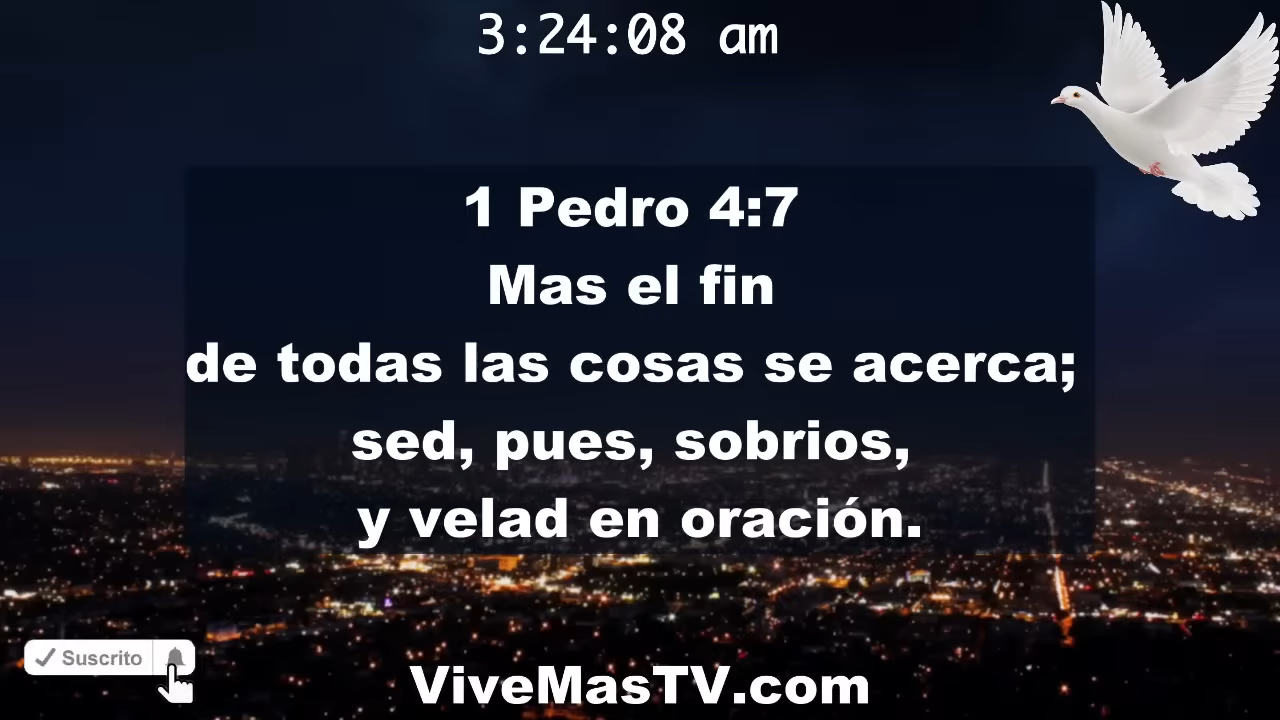 3:24:08 am
1 Pedro 4:7
Mas el fin
de todas las cosas se acerca;
sed, pues, sobrios,
y velad en oración.
Suscrito
ViveMasTV.com